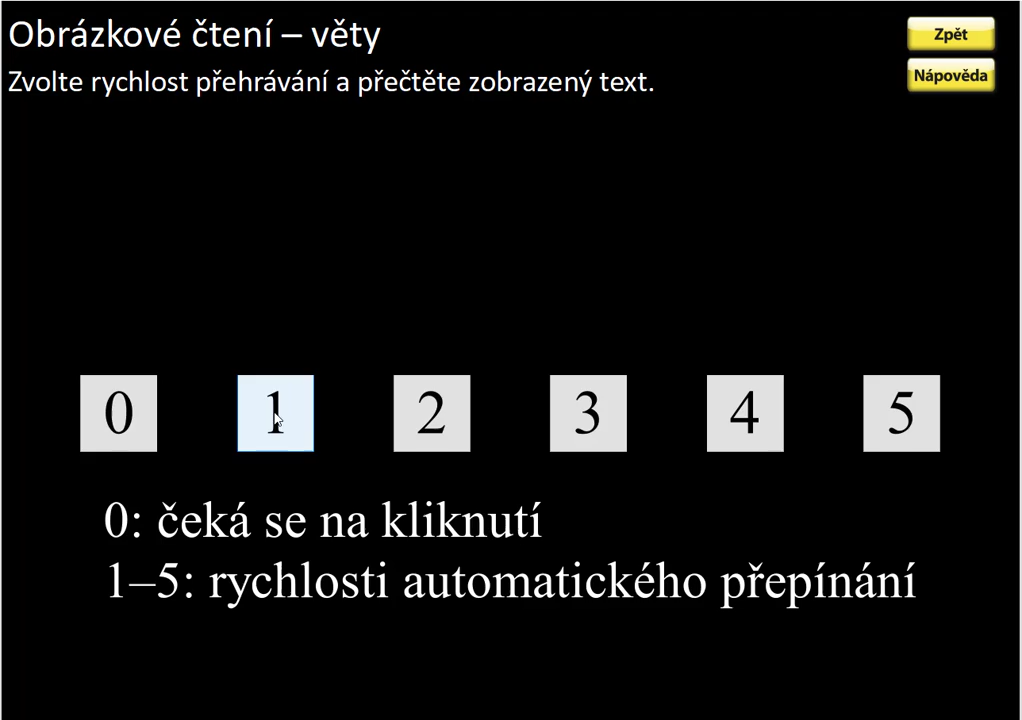 Obrázkové čtení – věty
Zpět
Zvolte rychlost přehrávání a přečtěte zobrazený text.
Nápověda
0 1 2 3 4 5
0: čeká se na kliknutí
1–5: rychlosti automatického přepínání